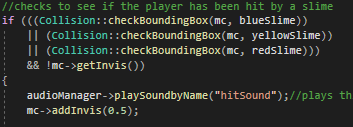 //checks to see if the player has been hit by a slime
if (((Collision::checkBoundingBox(mc, blueSlime))
|| (Collision::checkBoundingBox(mc, yellowSlime))
|| (Collision::checkBoundingBox(mc, redSlime)))
&& !mc->getInvis())
{
audioManager->playSoundbyName("hitSound");//plays th
mc->addInvis(0.5);